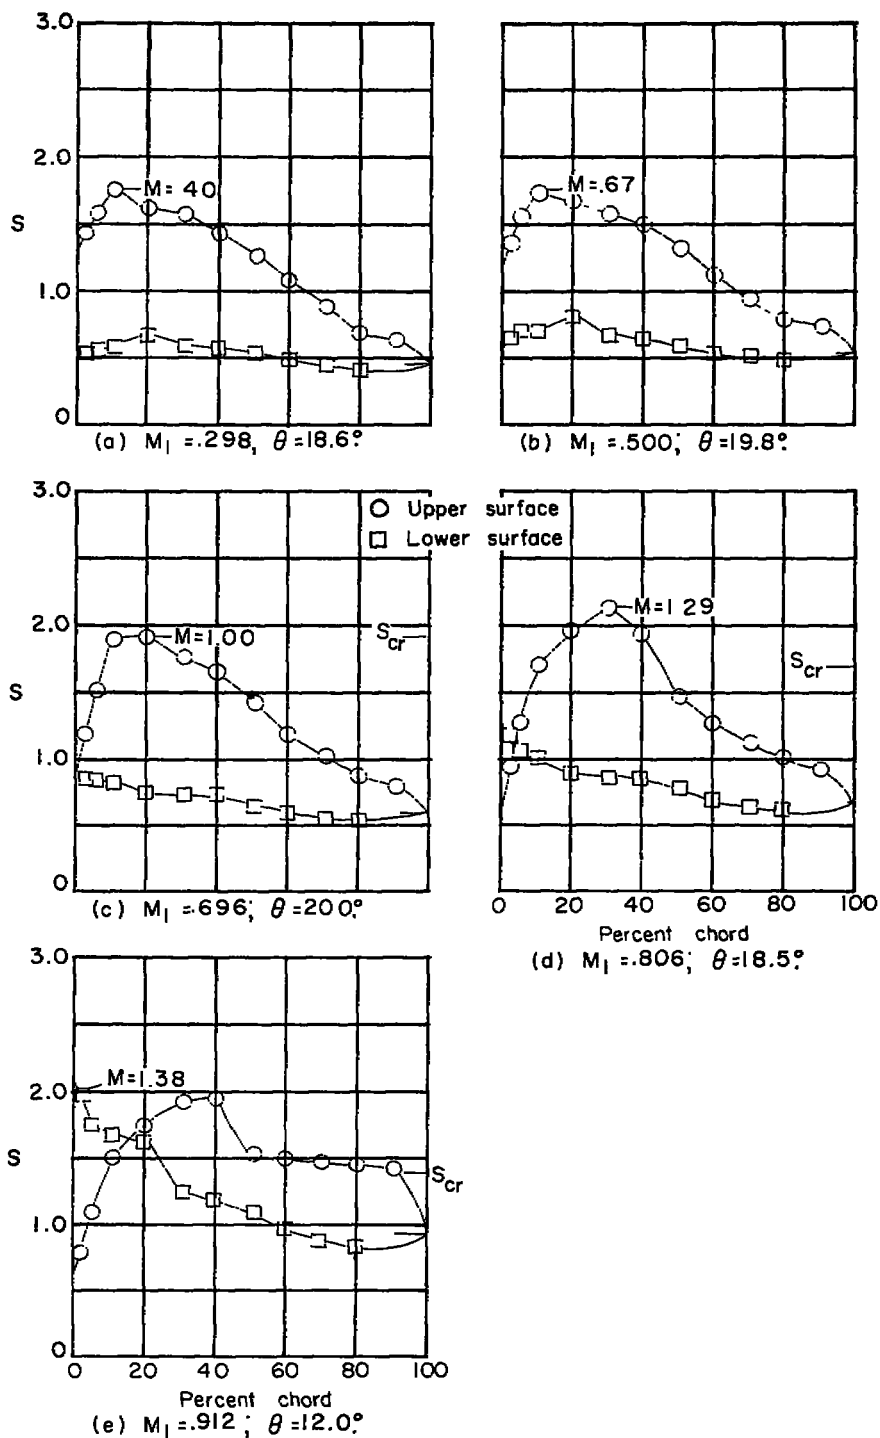 3.0
2.0
S
1.0
0
M=.40
(a) M1=.298; θ=18.6°.
M=.67
(b) M1=.500; θ=19.8°.
○ Upper surface
□ Lower surface
3.0
2.0
S
1.0
0
M=1.00
Scr
(c) M1=.696; θ=20.0°.
M=1.29
Scr
0 20 40 60 80 100
Percent chord
(d) M1=.806; θ=18.5°.
3.0
2.0
S
1.0
0
M=1.38
Scr
0 20 40 60 80 100
Percent chord
(e) M1=.912; θ=12.0°.